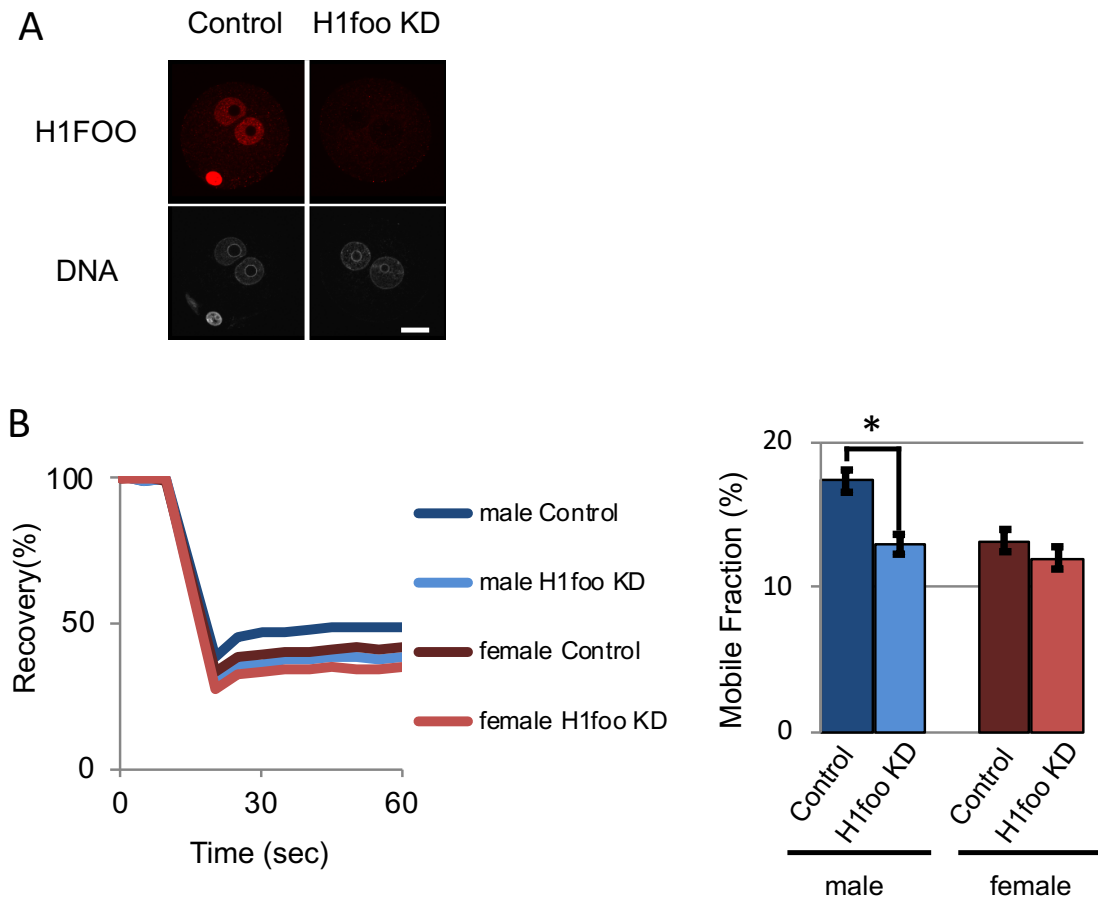 A
Control H1foo KD
H1FOO
DNA
B
100
50
0
Recovery(%)
0 30 60
Time (sec)
male Control
male H1foo KD
female Control
female H1foo KD
*
20
10
0
Mobile Fraction (%)
Control
H1foo KD
Control
H1foo KD
male female